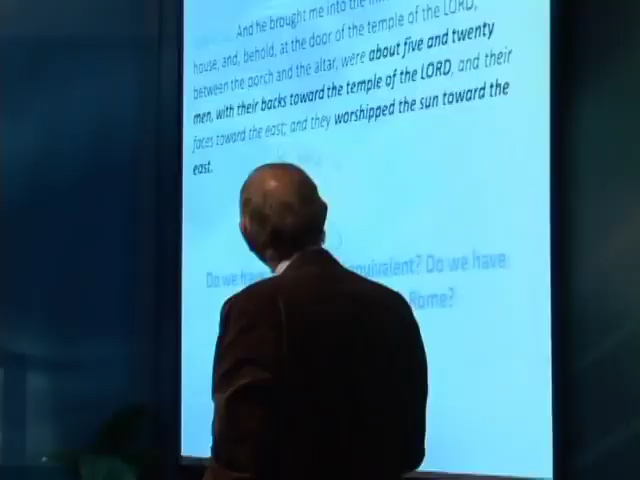 And he brought me into the
house, and, behold, at the door of the temple of the LORD,
between the porch and the altar, were about five and twenty
men, with their backs toward the temple of the LORD, and their
faces toward the east; and they worshipped the sun toward the
east.
Do we equivalent? Do we have
Rome?